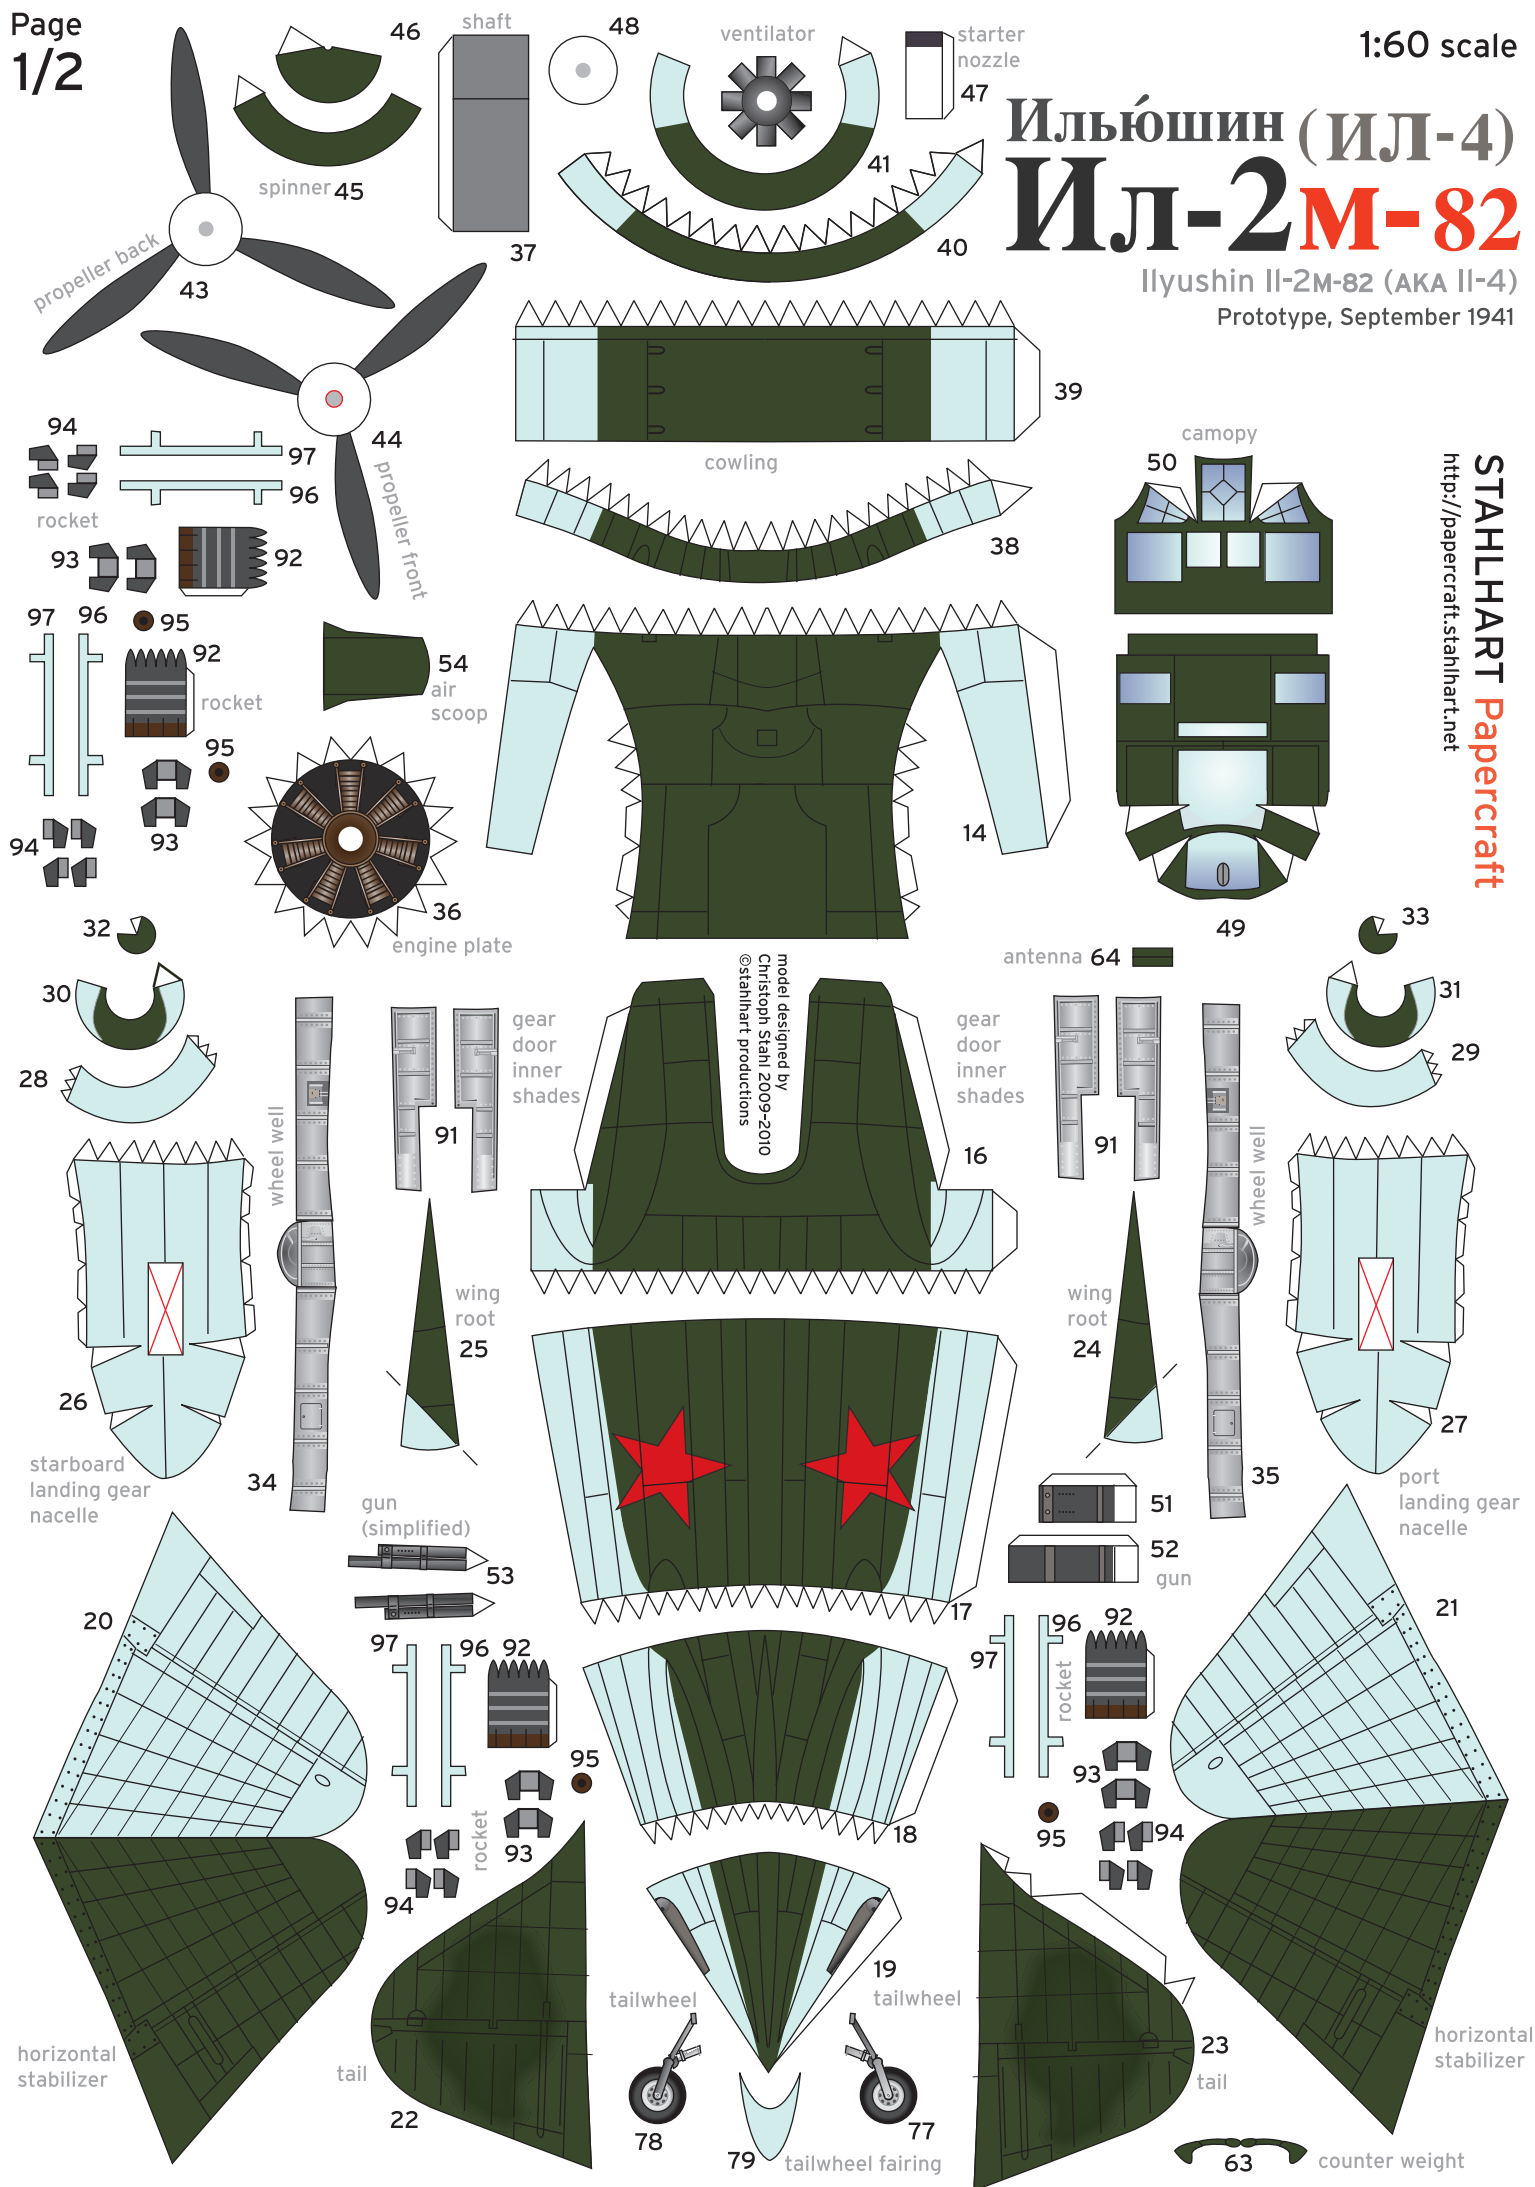 Page
1/2
46
shaft
48
ventilator
starter
nozzle
47
1:60 scale
Илью́шин (ИЛ-4)
Ил-2М-82
Ilyushin Il-2M-82 (AKA Il-4)
Prototype, September 1941
spinner 45
41
40
37
propeller back
43
39
cowling
44
propeller front
94
97
96
rocket
93
92
38
camopy
50
STAHLHART Papercraft
http://papercraft.stahlhart.net
97
96
95
92
rocket
54
air
scoop
95
94
93
14
36
engine plate
49
32
33
antenna 64
30
31
28
29
model designed by
Christoph Stahl 2009-2010
©stahlhart productions
gear
door
inner
shades
91
gear
door
inner
shades
91
wheel well
wheel well
16
wing
root
25
wing
root
24
26
27
starboard
landing gear
nacelle
34
35
port
landing gear
nacelle
gun
(simplified)
53
51
52
gun
17
20
21
97
96
92
97
96
92
rocket
95
93
rocket
93
94
95
94
18
19
tailwheel
tailwheel
horizontal
stabilizer
horizontal
stabilizer
tail
22
23
tail
78
77
79
tailwheel fairing
63
counter weight